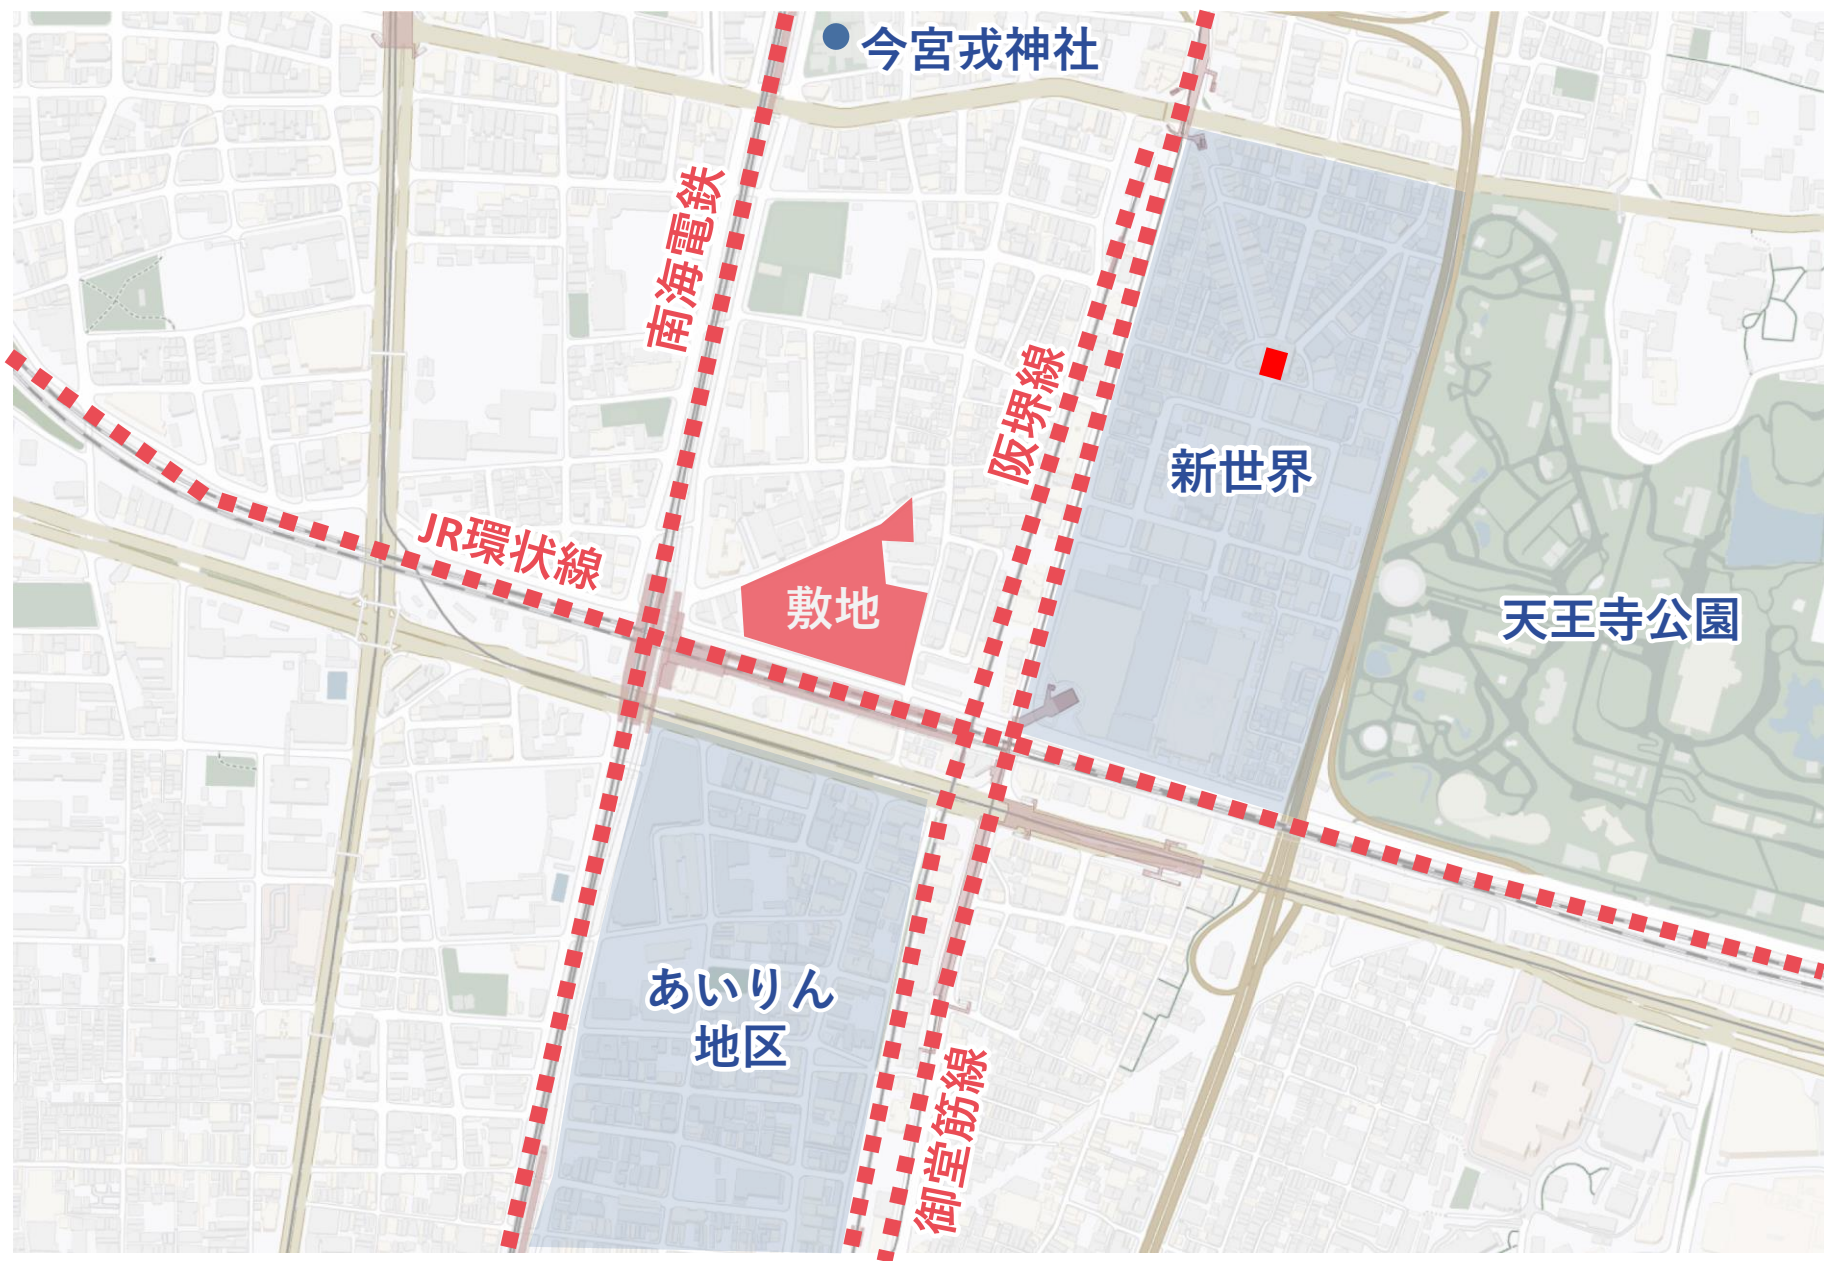 今宮戎神社
南海電鉄
阪堺線
新世界
JR環状線
敷地
天王寺公園
あいりん
地区
御堂筋線